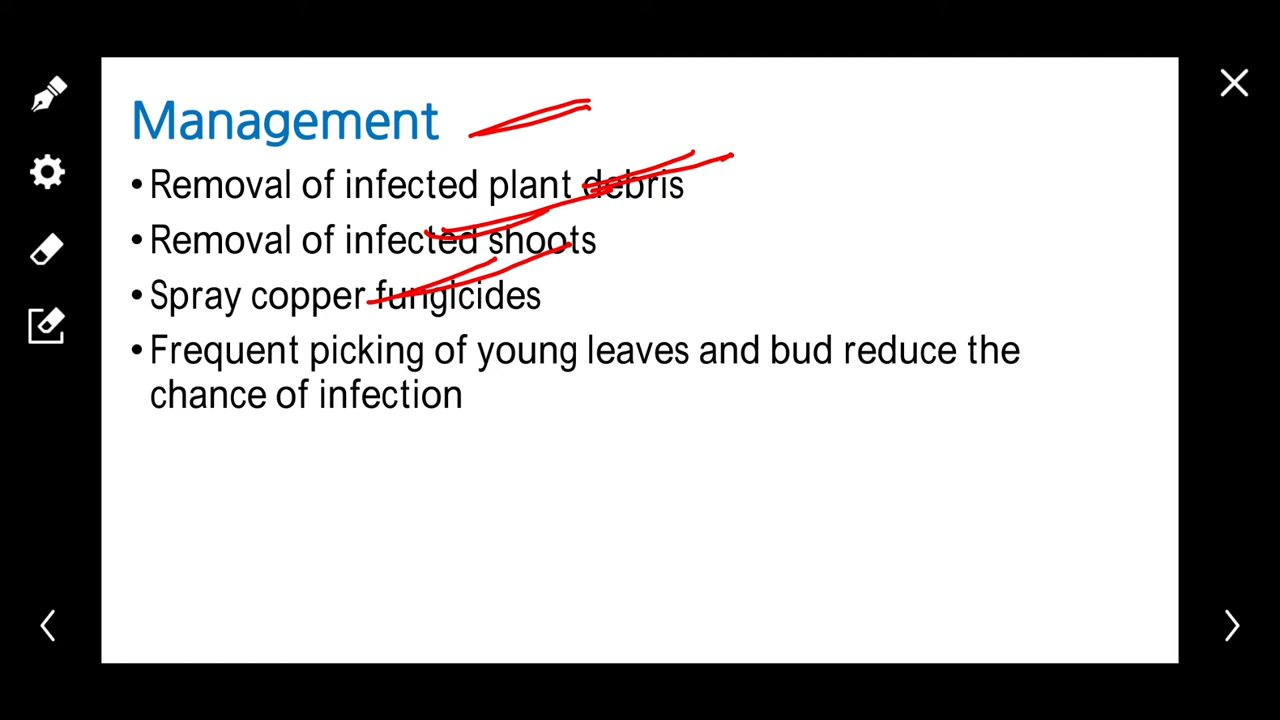 Management
• Removal of infected plant debris
• Removal of infected shoots
• Spray copper fungicides
• Frequent picking of young leaves and bud reduce the
chance of infection